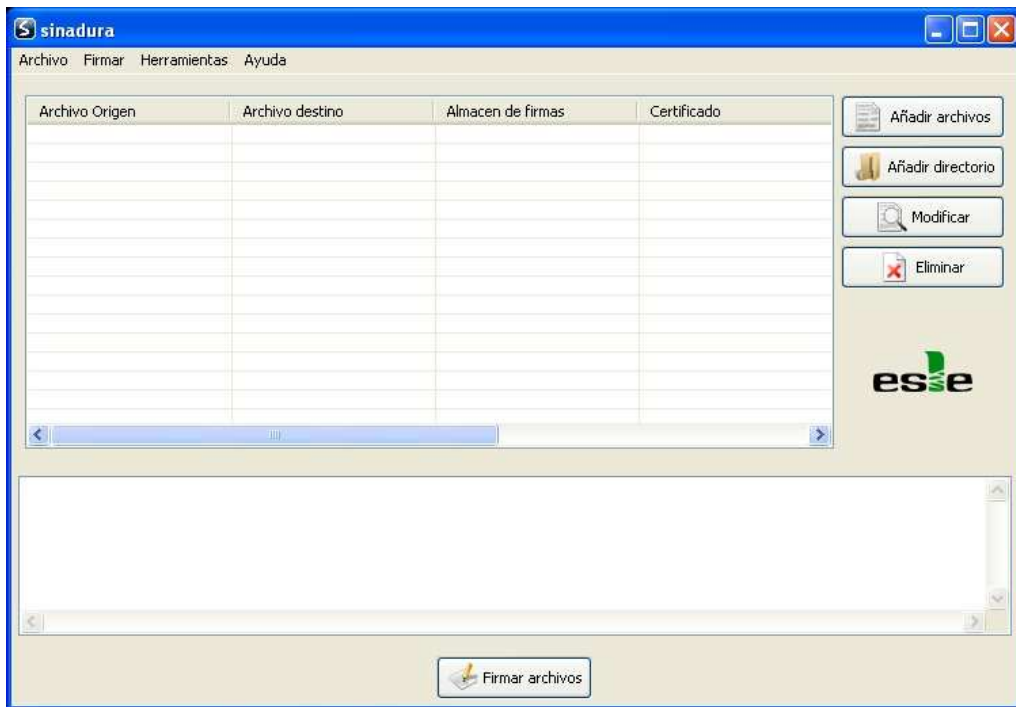 sinadura
Archivo Firmar Herramientas Ayuda
Archivo Origen Archivo destino Almacen de firmas Certificado
Añadir archivos
Añadir directorio
Modificar
Eliminar
esle
Firmar archivos